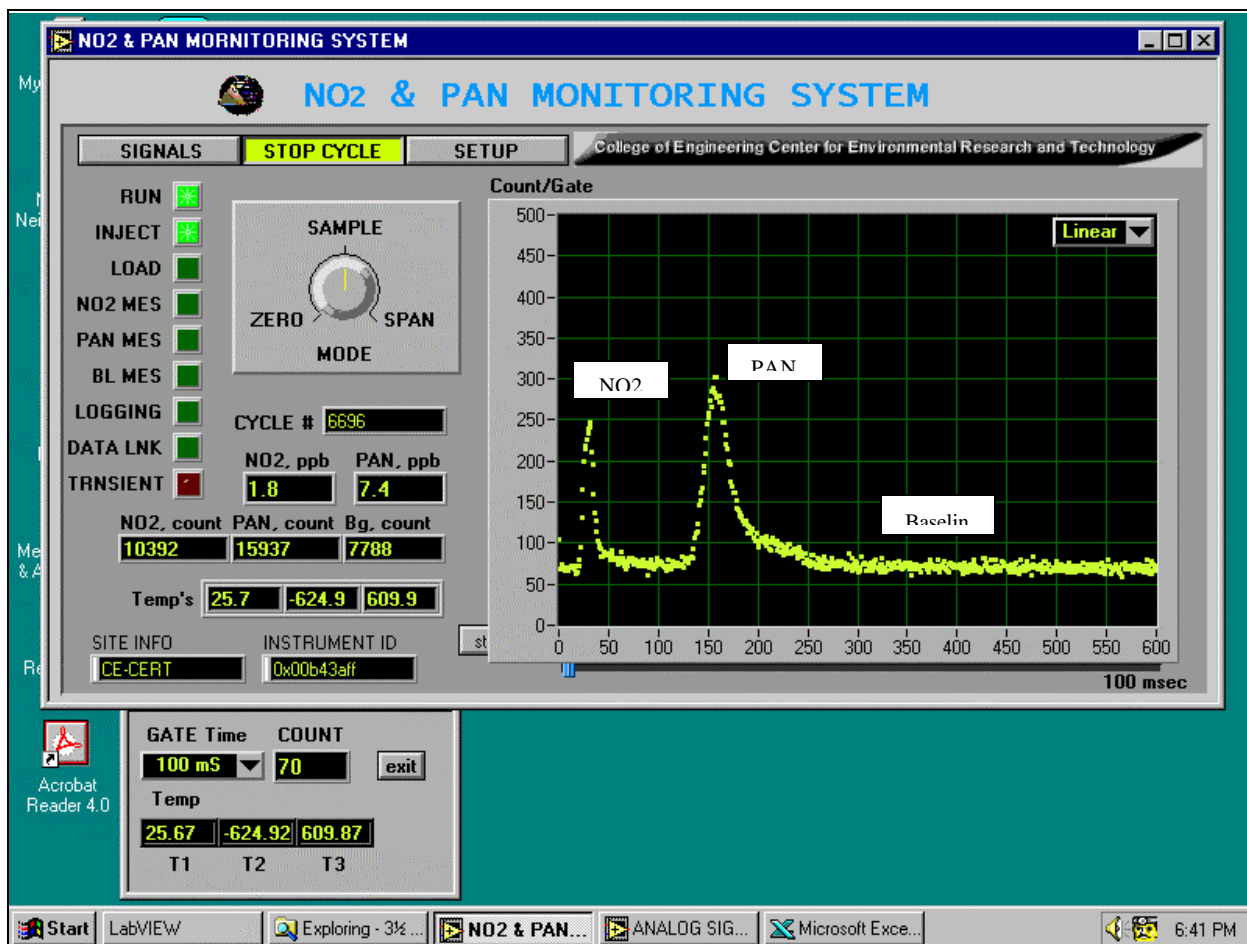 My
NO2 & PAN MORNITORING SYSTEM
NO2 & PAN MONITORING SYSTEM
SIGNALS
STOP CYCLE
SETUP
College of Engineering Center for Environmental Research and Technology
Nei
RUN
INJECT
LOAD
NO2 MES
PAN MES
BL MES
LOGGING
DATA LNK
TRNSIENT
SAMPLE
ZERO
SPAN
MODE
CYCLE # 6696
NO2, ppb PAN, ppb
1.8 7.4
NO2, count PAN, count Bg, count
10392 15937 7788
Me
& A
Temp's 25.7 -624.9 609.9
SITE INFO INSTRUMENT ID
CE-CERT 0x00b43aff
Re
st
Count/Gate
Linear
500
450
400
350
300
250
200
150
100
50
0
NO2
PAN
Baselin
0 50 100 150 200 250 300 350 400 450 500 550 600
100 msec
Acrobat
Reader 4.0
GATE Time COUNT
100 mS 70 exit
Temp
25.67 -624.92 609.87
T1 T2 T3
Start LabVIEW Exploring - 3½ ... NO2 & PAN... ANALOG SIG... Microsoft Exce... 6:41 PM